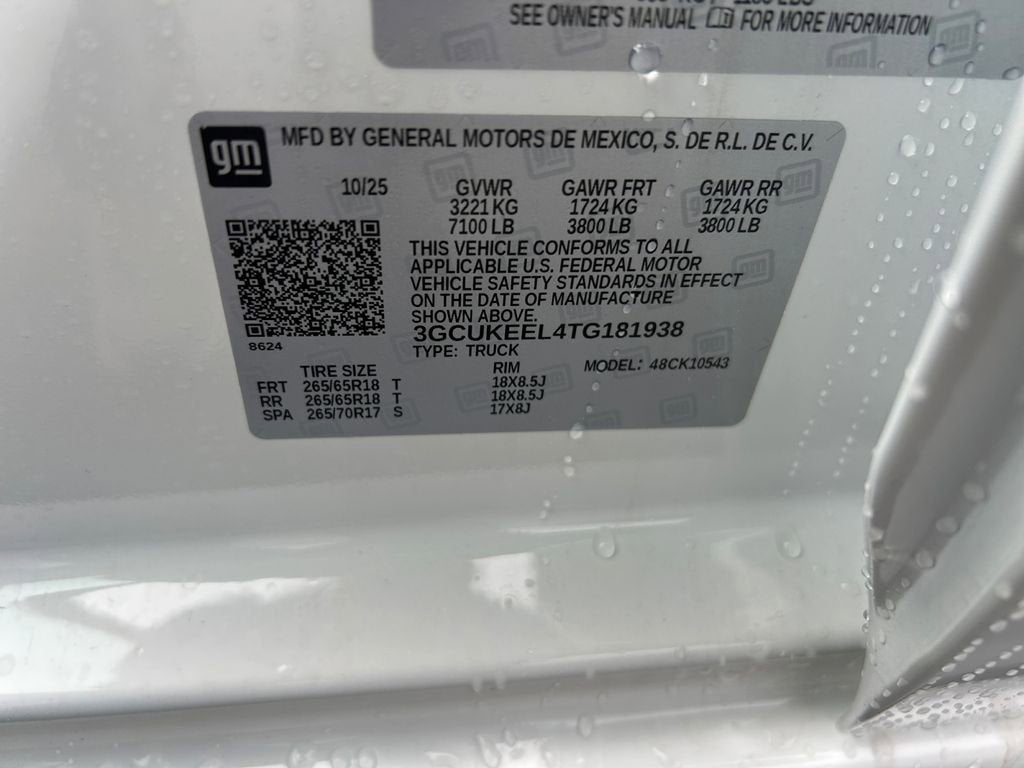 SEE OWNER'S MANUAL FOR MORE INFORMATION
gm
MFD BY GENERAL MOTORS DE MEXICO, S. DE R.L. DE C.V.
10/25 GVWR GAWR FRT GAWR RR
3221 KG 1724 KG 1724 KG
7100 LB 3800 LB 3800 LB
THIS VEHICLE CONFORMS TO ALL
APPLICABLE U.S. FEDERAL MOTOR
VEHICLE SAFETY STANDARDS IN EFFECT
ON THE DATE OF MANUFACTURE
SHOWN ABOVE.
3GCUKEEL4TG181938
8624
TYPE: TRUCK
TIRE SIZE RIM MODEL: 48CK10543
FRT 265/65R18 T 18X8.5J
RR 265/65R18 T 18X8.5J
SPA 265/70R17 S 17X8J